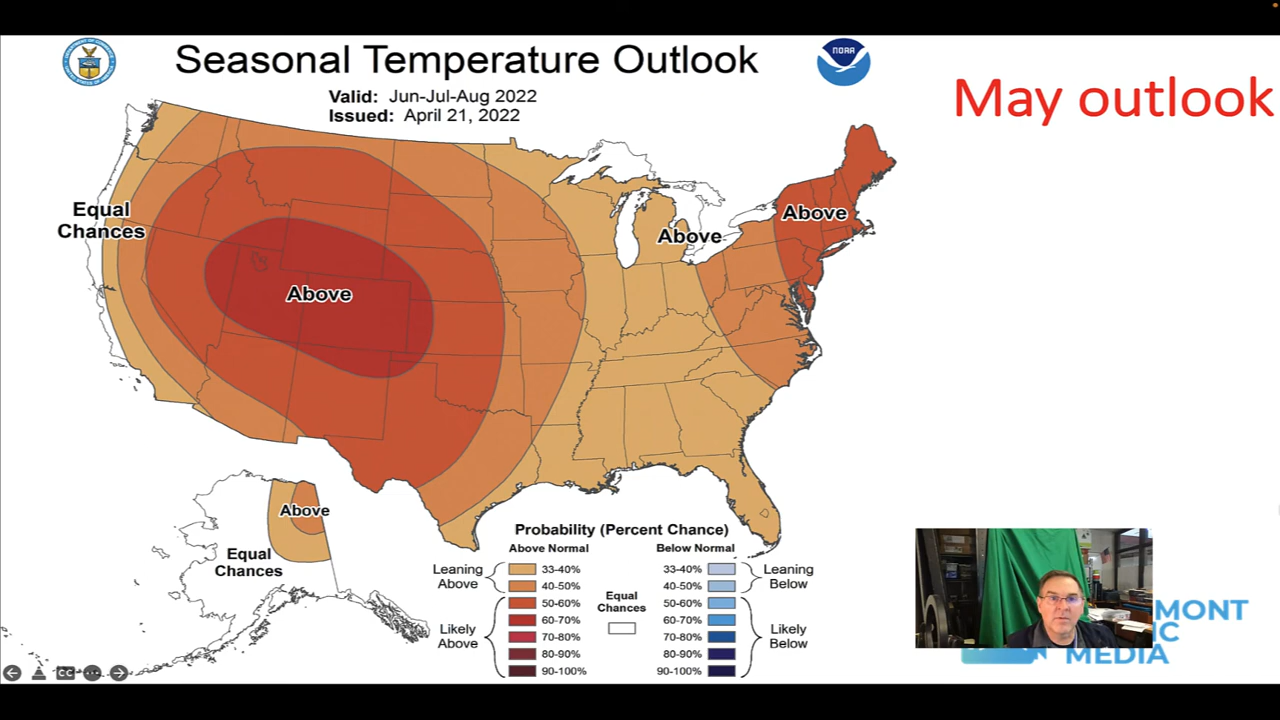 Seasonal Temperature Outlook
NOAA
Valid: Jun-Jul-Aug 2022
Issued: April 21, 2022
May outlook
Equal
Chances
Above
Above
Above
Above
Equal
Chances
Probability (Percent Chance)
Above Normal
Below Normal
Leaning
Above
33-40%
40-50%
50-60%
60-70%
70-80%
80-90%
90-100%
Likely
Above
Equal
Chances
33-40%
40-50%
50-60%
60-70%
70-80%
80-90%
90-100%
Leaning
Below
Likely
Below
MONT
IC
MEDIA
CC